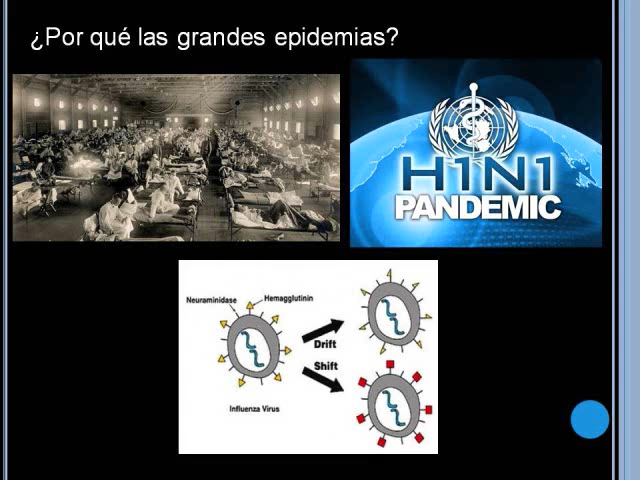 ¿Por qué las grandes epidemias?
H1N1
PANDEMIC
Neuraminidase
Hemagglutinin
Drift
Shift
Influenza Virus